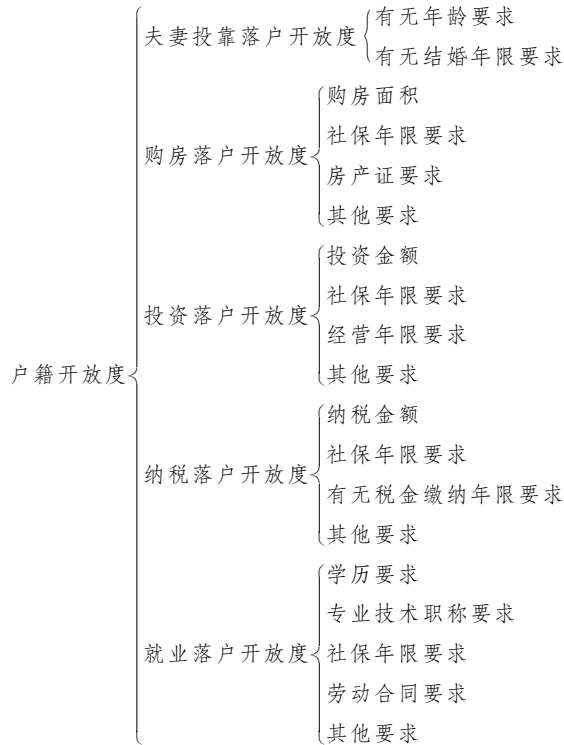 户籍开放度
夫妻投靠落户开放度
有无年龄要求
有无结婚年限要求
购房落户开放度
购房面积
社保年限要求
房产证要求
其他要求
投资落户开放度
投资金额
社保年限要求
经营年限要求
其他要求
纳税落户开放度
纳税金额
社保年限要求
有无税金缴纳年限要求
其他要求
就业落户开放度
学历要求
专业技术职称要求
社保年限要求
劳动合同要求
其他要求